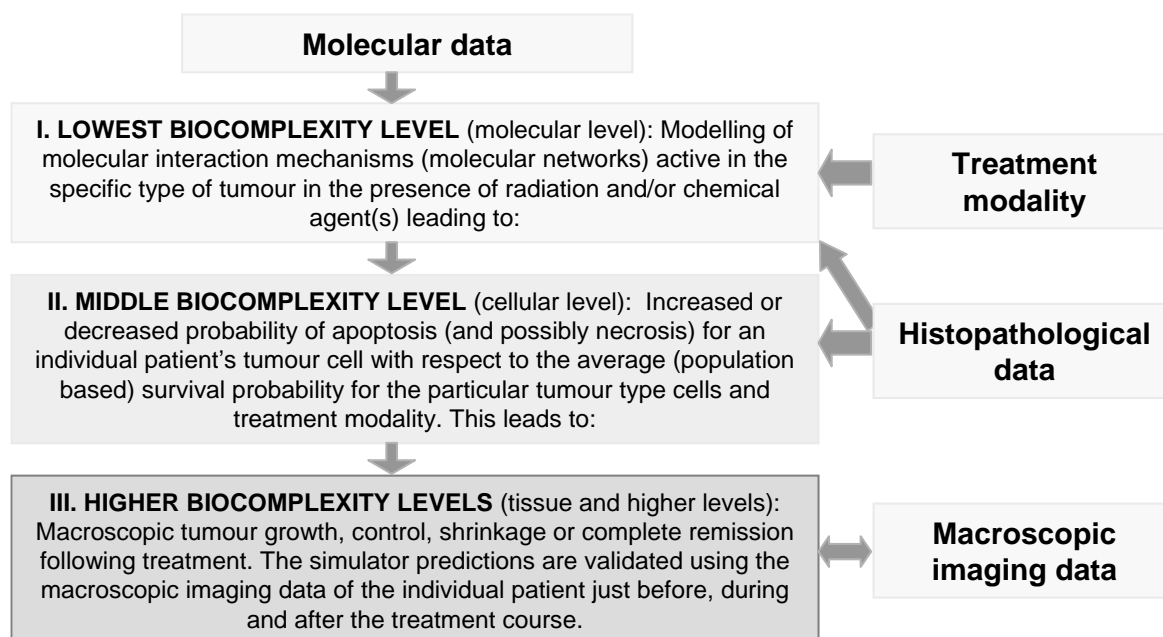 Molecular data
I. LOWEST BIOCOMPLEXITY LEVEL (molecular level): Modelling of
molecular interaction mechanisms (molecular networks) active in the
specific type of tumour in the presence of radiation and/or chemical
agent(s) leading to:
Treatment
modality
II. MIDDLE BIOCOMPLEXITY LEVEL (cellular level): Increased or
decreased probability of apoptosis (and possibly necrosis) for an
individual patient's tumour cell with respect to the average (population
based) survival probability for the particular tumour type cells and
treatment modality. This leads to:
Histopathological
data
III. HIGHER BIOCOMPLEXITY LEVELS (tissue and higher levels):
Macroscopic tumour growth, control, shrinkage or complete remission
following treatment. The simulator predictions are validated using the
macroscopic imaging data of the individual patient just before, during
and after the treatment course.
Macroscopic
imaging data